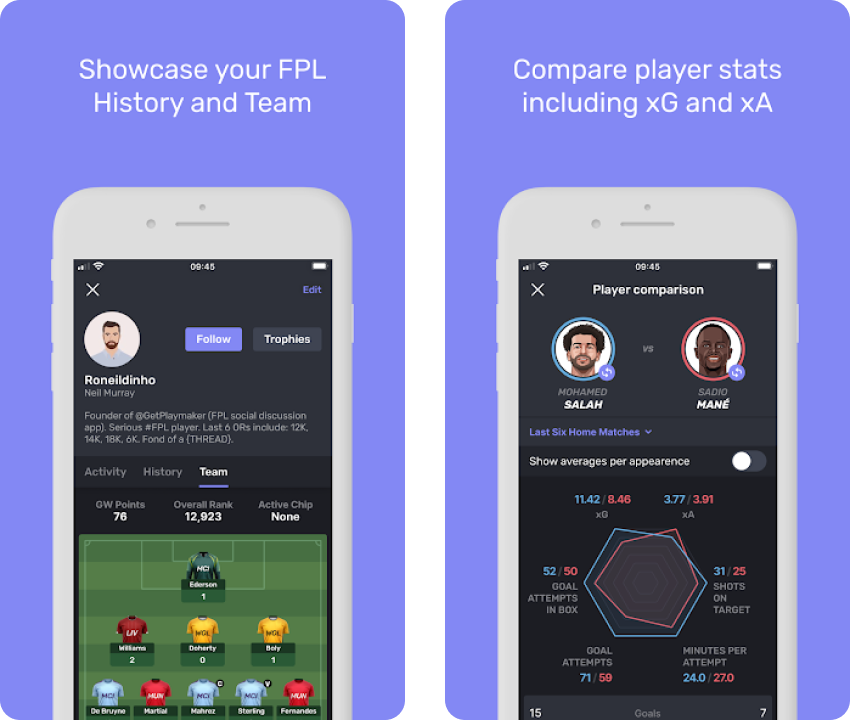 Showcase your FPL
History and Team
09:45
Edit
Follow
Trophies
Roneildinho
Neil Murray
Founder of @GetPlaymaker (FPL social discussion
app). Serious #FPL player. Last 6 ORs include: 12K,
14K, 18K, 6K. Fond of a {THREAD}.
Activity History Team
GW Points Overall Rank Active Chip
76 12,923 None
MCI
Ederson
1
LIV WGL WGL
Williams Doherty Boly
2 0 1
C V
MCI MUN MCI MCI MUN
De Bruyne Martial Mahrez Sterling Fernandes
Compare player stats
including xG and xA
09:45
Player comparison
VS
MOHAMED SADIO
SALAH MANÉ
Last Six Home Matches
Show averages per appearence
11.42 / 8.46 3.77 / 3.91
xG xA
52 / 50 31 / 25
GOAL SHOTS
ATTEMPTS ON
IN BOX TARGET
GOAL MINUTES PER
ATTEMPTS ATTEMPT
71 / 59 24.0 / 27.0
15 Goals 7